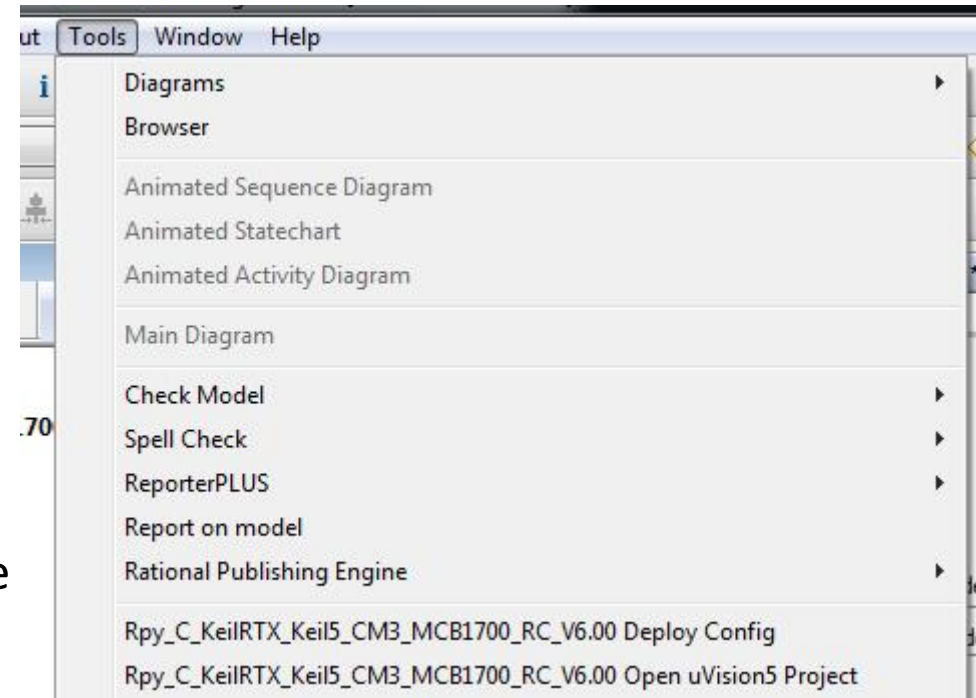 ut Tools Window Help
i
Diagrams
Browser
Animated Sequence Diagram
Animated Statechart
Animated Activity Diagram
Main Diagram
Check Model
.70
Spell Check
ReporterPLUS
Report on model
Rational Publishing Engine
e
Rpy_C_KeilRTX_Keil5_CM3_MCB1700_RC_V6.00 Deploy Config
Rpy_C_KeilRTX_Keil5_CM3_MCB1700_RC_V6.00 Open uVision5 Project